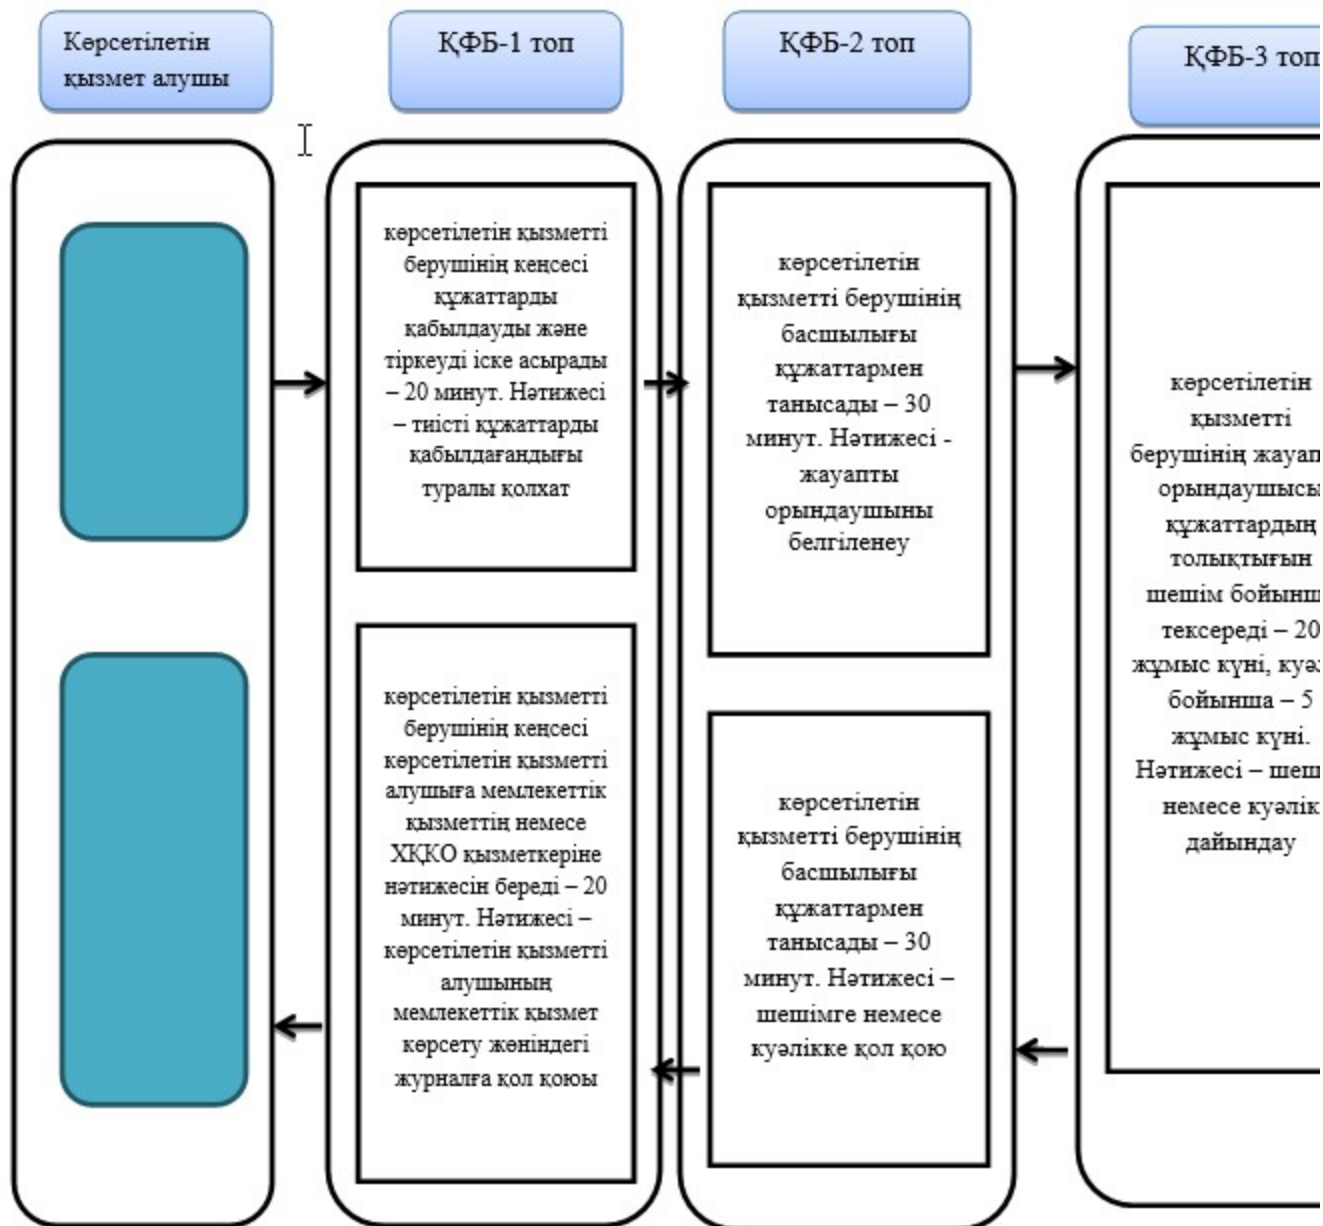 Көрсетілетін
қызмет алушы
ҚФБ-1 топ
ҚФБ-2 топ
ҚФБ-3 топ
көрсетілетін қызметті
берушінің кеңсесі
құжаттарды
қабылдауды және
тіркеуді іске асырады
– 20 минут. Нәтижесі
– тиісті құжаттарды
қабылдағандығы
туралы қолхат
көрсетілетін қызметті
берушінің кеңсесі
көрсетілетін қызметті
алушыға мемлекеттік
қызметтің немесе
ХҚКО қызметкеріне
нәтижесін береді – 20
минут. Нәтижесі –
көрсетілетін қызметті
алушының
мемлекеттік қызмет
көрсету жөніндегі
журналға қол қоюы
көрсетілетін
қызметті берушінің
басшылығы
құжаттармен
танысады – 30
минут. Нәтижесі -
жауапты
орындаушыны
белгіленеу
көрсетілетін
қызметті берушінің
басшылығы
құжаттармен
танысады – 30
минут. Нәтижесі –
шешімге немесе
куәлікке қол қою
көрсетілетін
қызметті
берушінің
құжаттардың
толықтығын
шешім
тексереді – 20
жұмыс күні,
бойынша – 5
жұмыс күні.
Нәтижесі –
немесе куәлік
дайындау